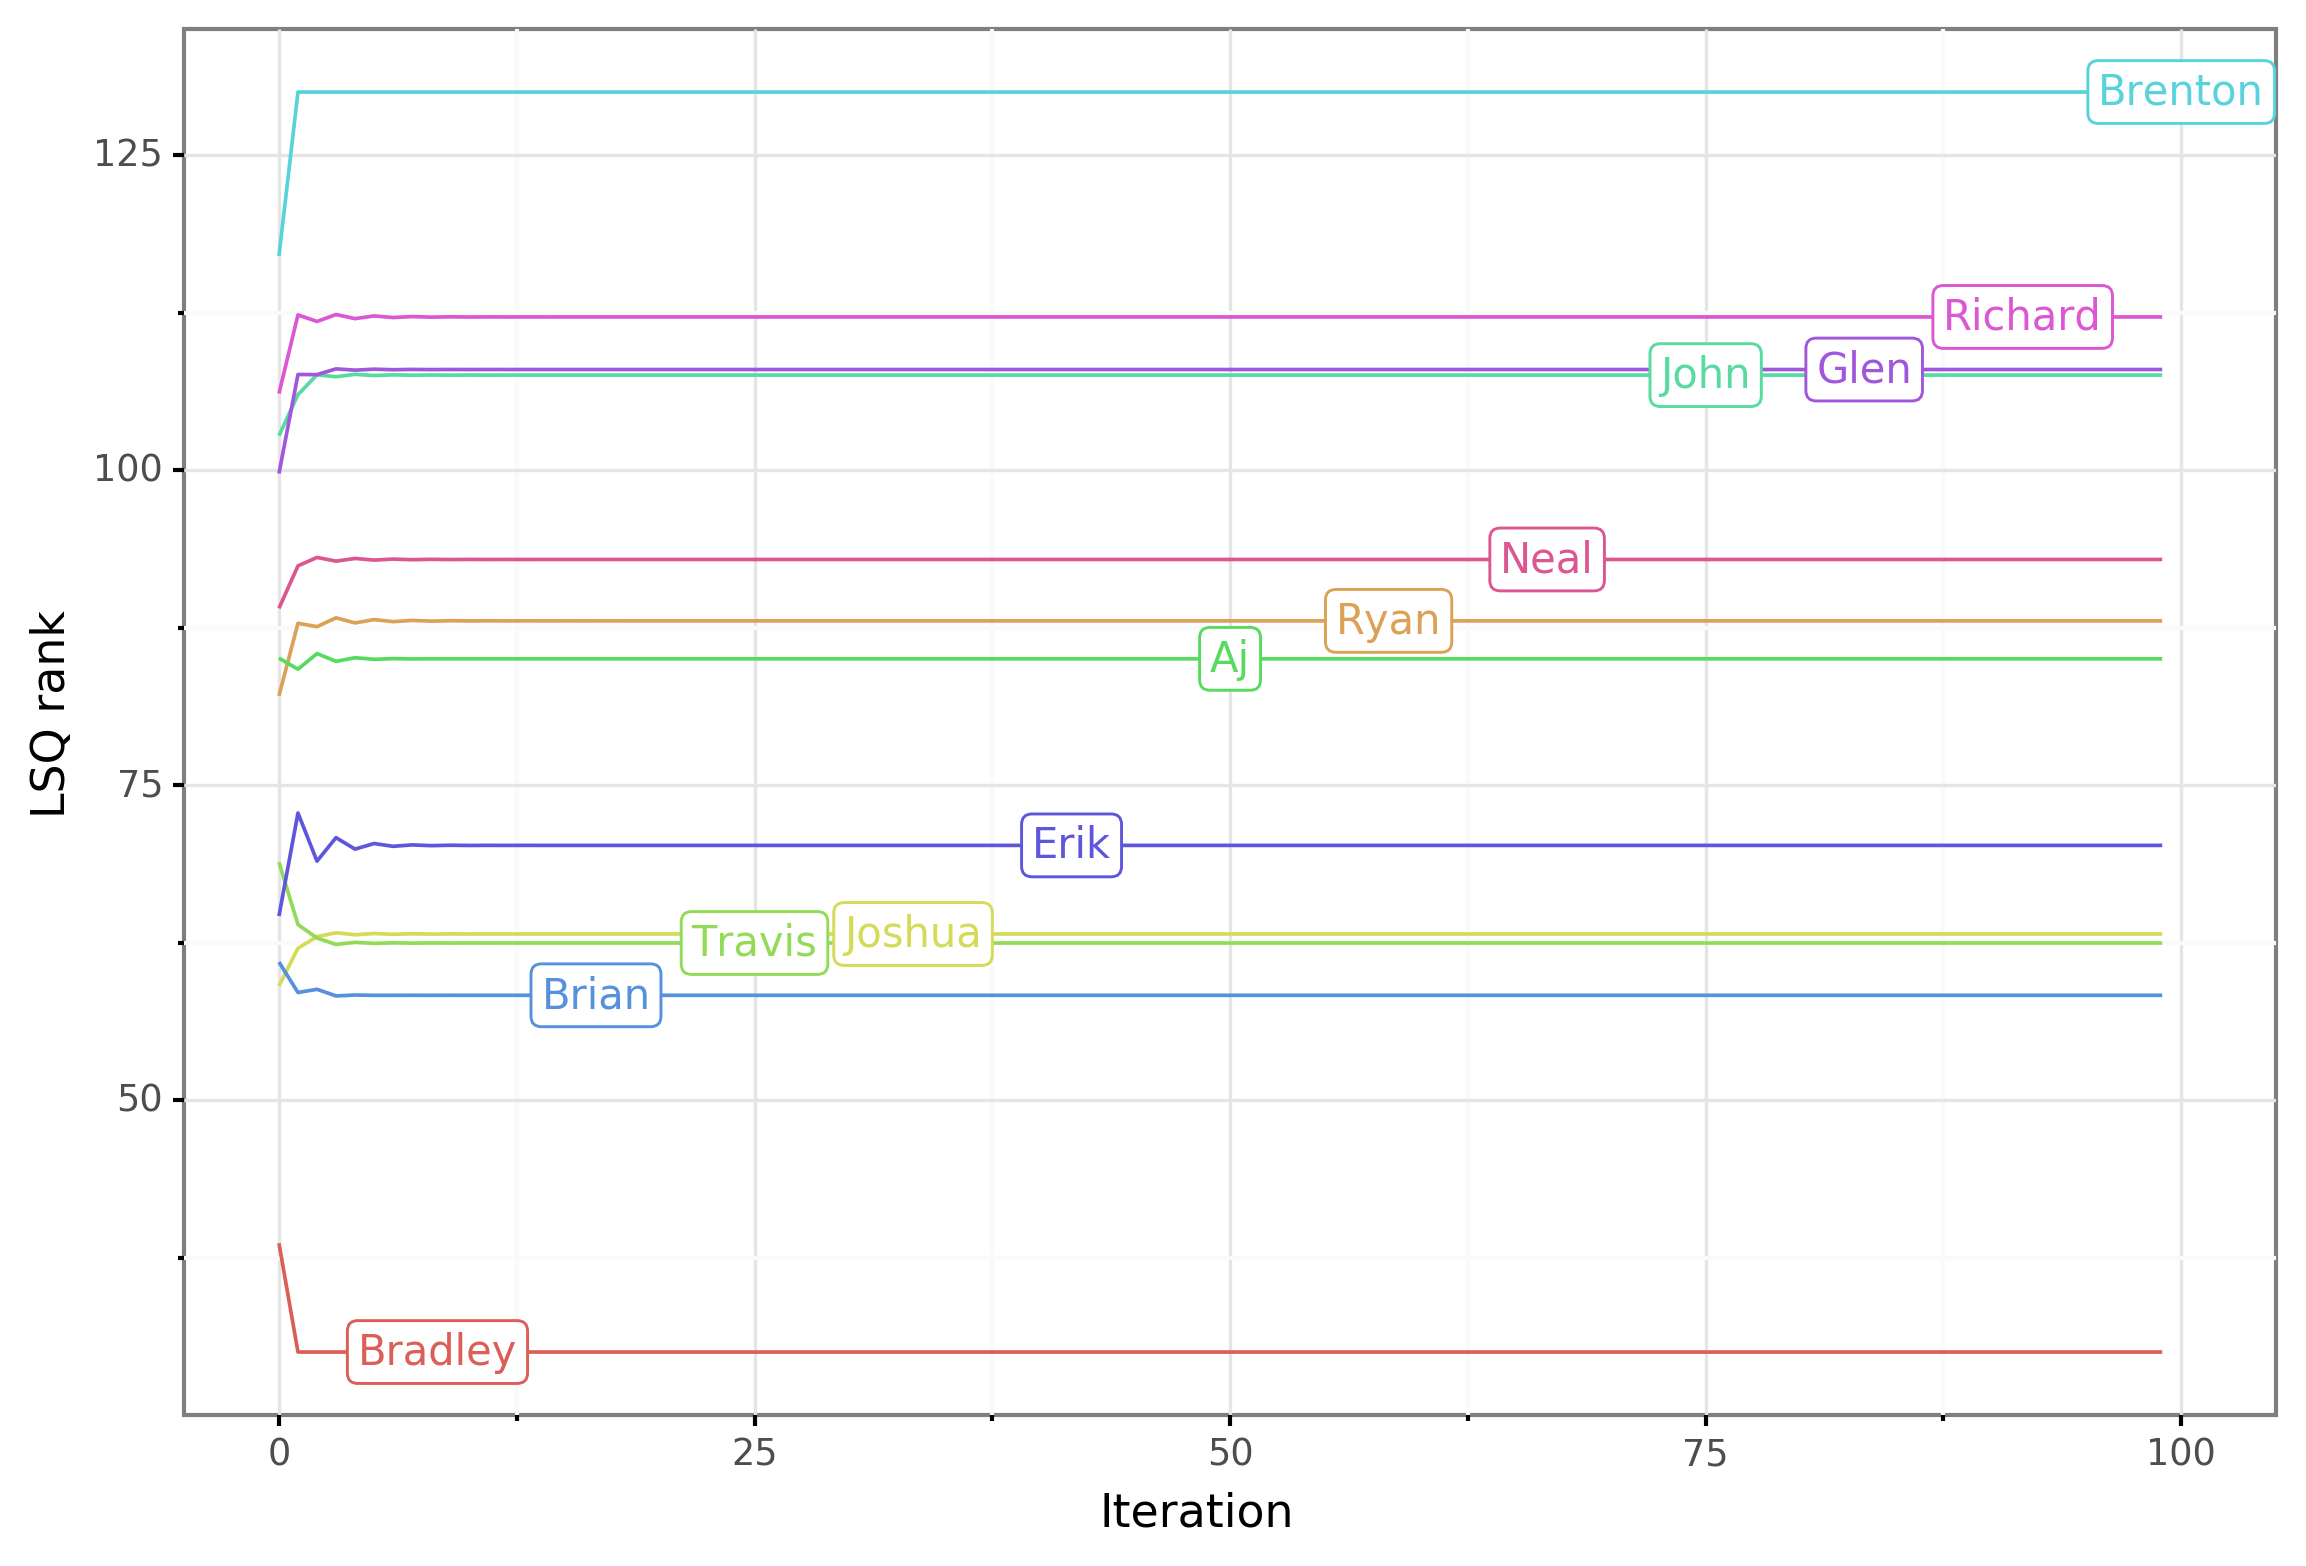 Brenton
125
Richard
John
Glen
100
Neal
Ryan
Aj
LSQ rank
75
Erik
Travis
Joshua
Brian
50
Bradley
0
25
50
75
100
Iteration